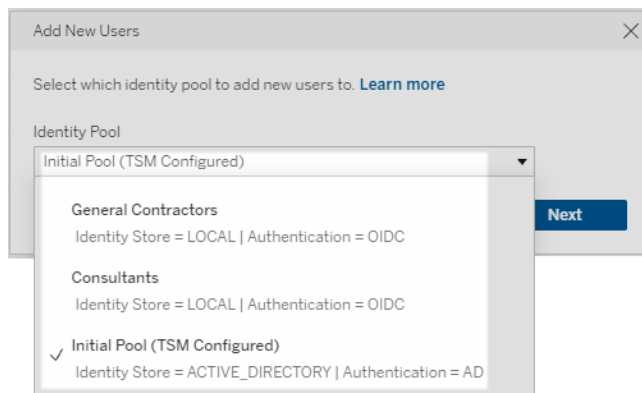 Add New Users
Select which identity pool to add new users to. Learn more
Identity Pool
Initial Pool (TSM Configured)
General Contractors
Identity Store = LOCAL | Authentication = OIDC
Next
Consultants
Identity Store = LOCAL | Authentication = OIDC
Initial Pool (TSM Configured)
Identity Store = ACTIVE_DIRECTORY | Authentication = AD